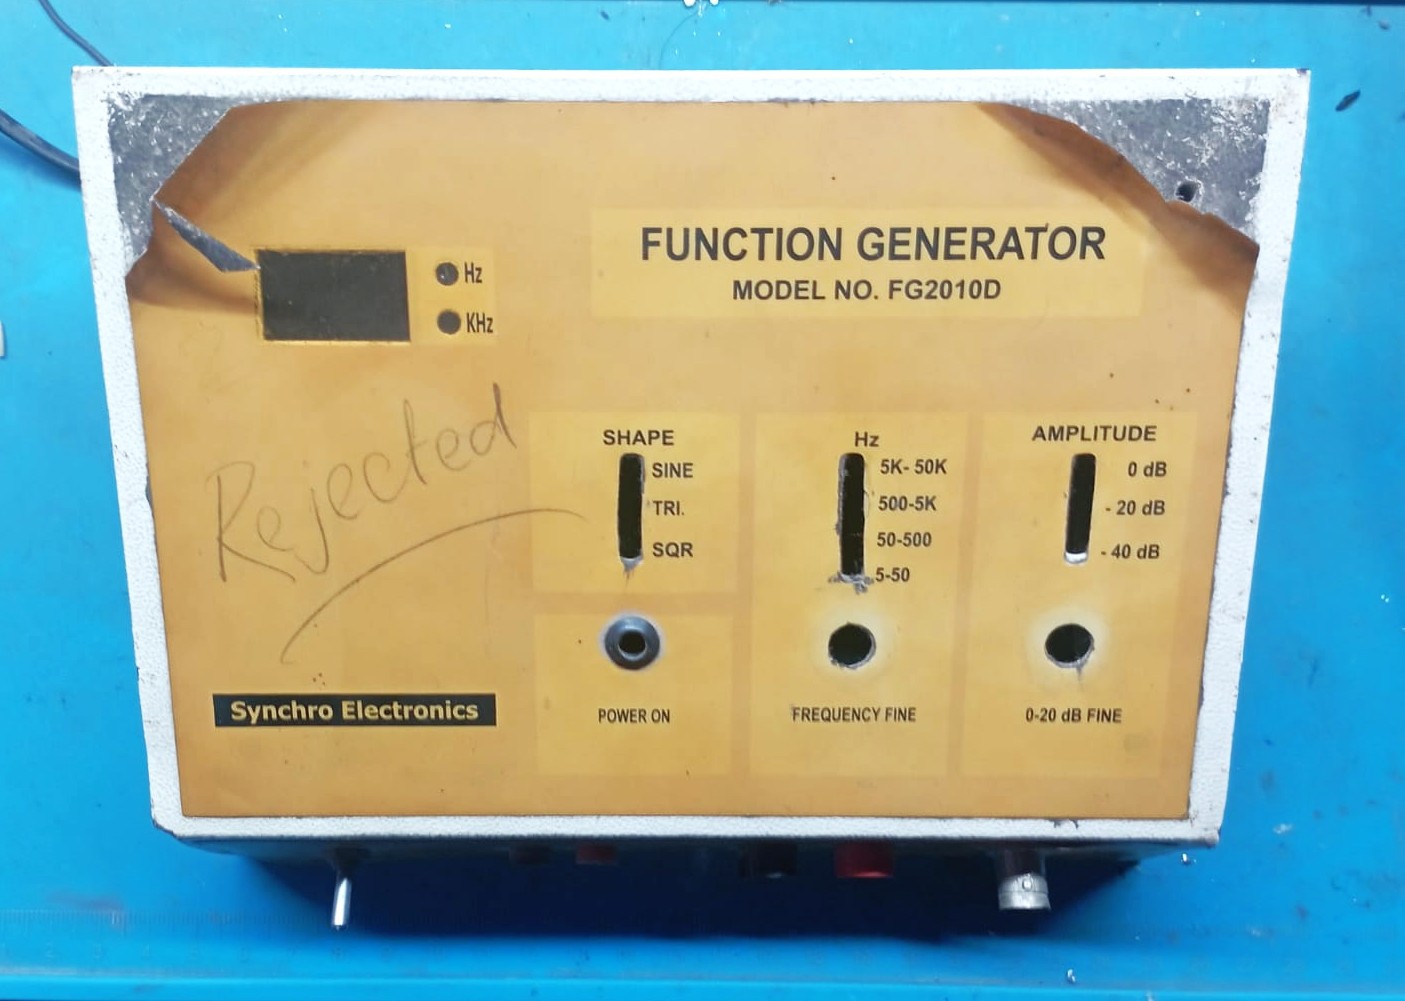 FUNCTION GENERATOR
MODEL NO. FG2010D
Hz
KHz
Rejected
SHAPE
SINE
TRI.
SQR
POWER ON
Hz
5K- 50K
500-5K
50-500
5-50
FREQUENCY FINE
AMPLITUDE
0 dB
- 20 dB
- 40 dB
0-20 dB FINE
Synchro Electronics